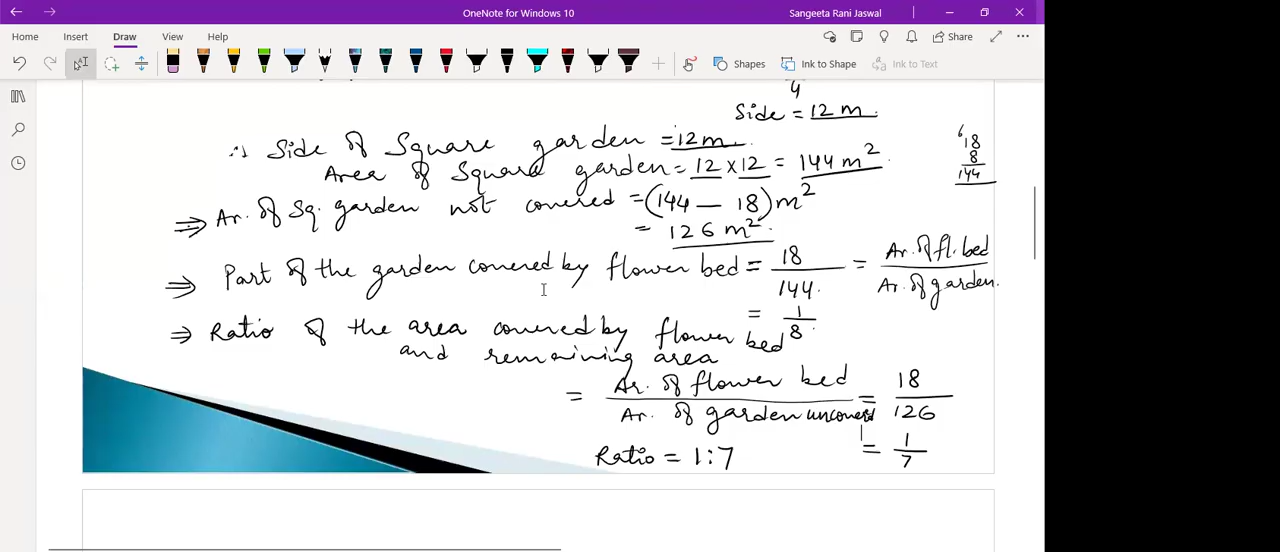 OneNote for Windows 10
Sangeeta Rani Jaswal
Home Insert Draw View Help
Share
Shapes
Ink to Shape
Ink to Text
4
Side = 12 m
∴ Side of Square garden = 12 m
Area of Square garden = 12 × 12 = 144 m²
6
18
8
144
⇒ Ar. of Sq. garden not covered = (144 – 18) m²
= 126 m²
⇒ Part of the garden covered by flower bed = 18/144 = Ar. of fl. bed/Ar. of garden
= 1/8
⇒ Ratio of the area covered by flower bed
and remaining area
= Ar. of flower bed/Ar. of garden uncovered = 18/126
Ratio = 1:7
= 1/7